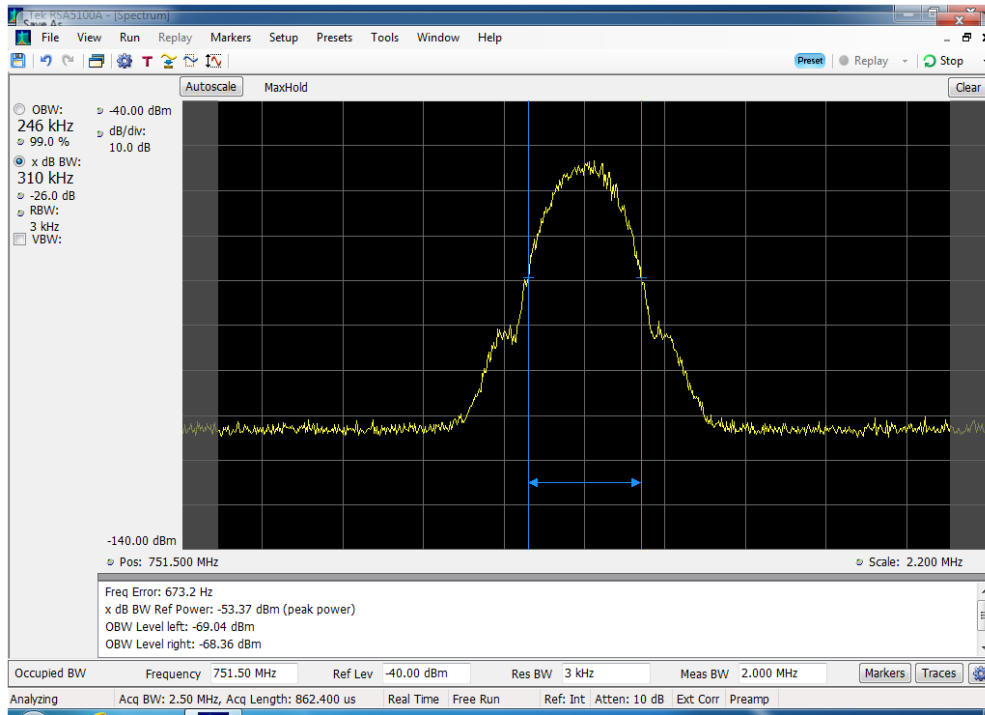 Tek RSA5100A - [Spectrum]
Save As
File View Run Replay Markers Setup Presets Tools Window Help
T Preset Replay Stop
Autoscale MaxHold Clear
OBW:
246 kHz
99.0 %
x dB BW:
310 kHz
-26.0 dB
RBW:
3 kHz
VBW:
-40.00 dBm
dB/div:
10.0 dB
-140.00 dBm
Pos: 751.500 MHz Scale: 2.200 MHz
Freq Error: 673.2 Hz
x dB BW Ref Power: -53.37 dBm (peak power)
OBW Level left: -69.04 dBm
OBW Level right: -68.36 dBm
Occupied BW Frequency 751.50 MHz Ref Lev -40.00 dBm Res BW 3 kHz Meas BW 2.000 MHz Markers Traces
Analyzing Acq BW: 2.50 MHz, Acq Length: 862.400 us Real Time Free Run Ref: Int Atten: 10 dB Ext Corr Preamp